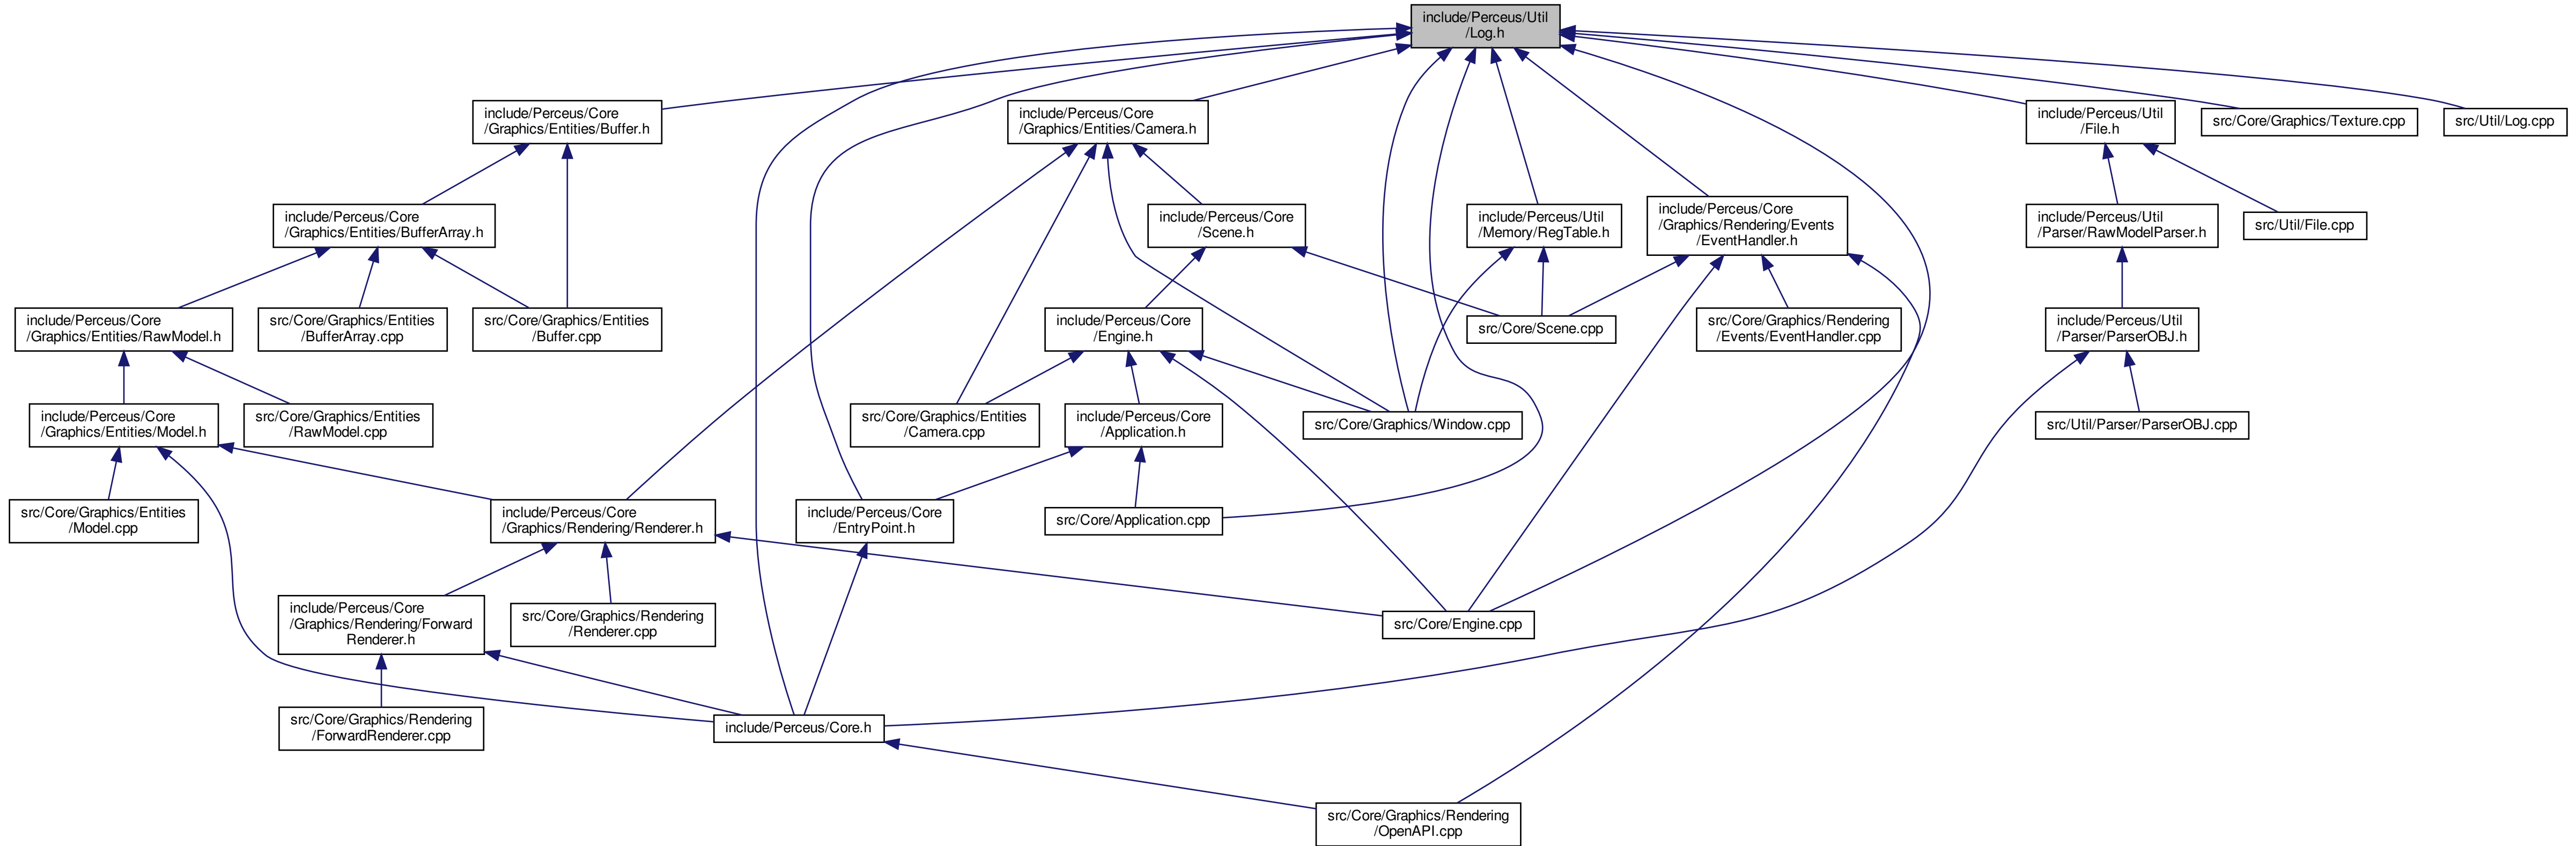 include/Perceus/Util
/Log.h
include/Perceus/Core
/Graphics/Entities/Buffer.h
include/Perceus/Core
/Graphics/Entities/Camera.h
include/Perceus/Util
/File.h
src/Core/Graphics/Texture.cpp
src/Util/Log.cpp
include/Perceus/Core
/Graphics/Entities/BufferArray.h
include/Perceus/Core
/Scene.h
include/Perceus/Util
/Memory/RegTable.h
include/Perceus/Core
/Graphics/Rendering/Events
/EventHandler.h
include/Perceus/Util
/Parser/RawModelParser.h
src/Util/File.cpp
include/Perceus/Core
/Graphics/Entities/RawModel.h
src/Core/Graphics/Entities
/BufferArray.cpp
src/Core/Graphics/Entities
/Buffer.cpp
include/Perceus/Core
/Engine.h
src/Core/Scene.cpp
src/Core/Graphics/Rendering
/Events/EventHandler.cpp
include/Perceus/Util
/Parser/ParserOBJ.h
include/Perceus/Core
/Graphics/Entities/Model.h
src/Core/Graphics/Entities
/RawModel.cpp
src/Core/Graphics/Entities
/Camera.cpp
include/Perceus/Core
/Application.h
src/Core/Graphics/Window.cpp
src/Util/Parser/ParserOBJ.cpp
src/Core/Graphics/Entities
/Model.cpp
include/Perceus/Core
/Graphics/Rendering/Renderer.h
include/Perceus/Core
/EntryPoint.h
src/Core/Application.cpp
include/Perceus/Core
/Graphics/Rendering/Forward
Renderer.h
src/Core/Graphics/Rendering
/Renderer.cpp
src/Core/Engine.cpp
src/Core/Graphics/Rendering
/ForwardRenderer.cpp
include/Perceus/Core.h
src/Core/Graphics/Rendering
/OpenAPI.cpp